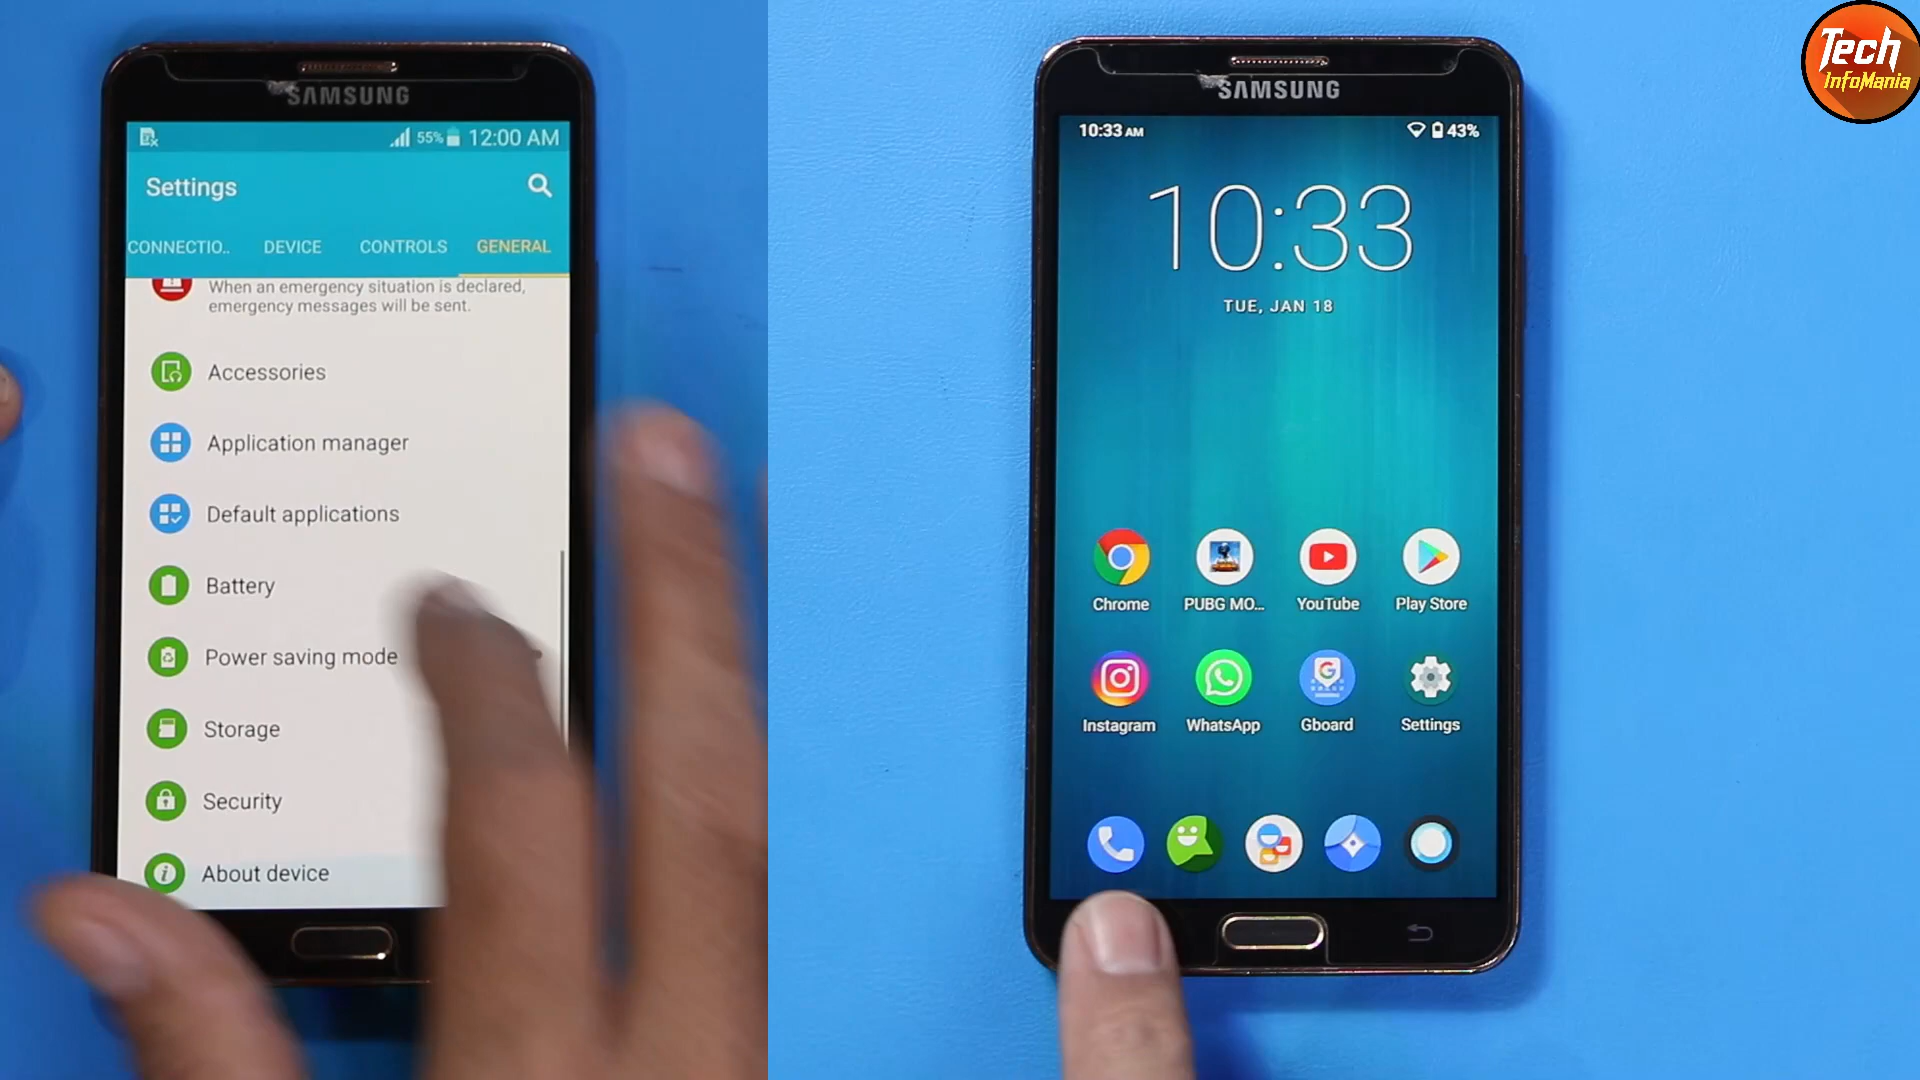 SAMSUNG
55% 12:00 AM
Settings
CONNECTIO.. DEVICE CONTROLS GENERAL
When an emergency situation is declared,
emergency messages will be sent.
Accessories
Application manager
Default applications
Battery
Power saving mode
Storage
Security
About device
SAMSUNG
10:33 AM 43%
10:33
TUE, JAN 18
Chrome PUBG MO... YouTube Play Store
Instagram WhatsApp Gboard Settings
Tech
InfoMania